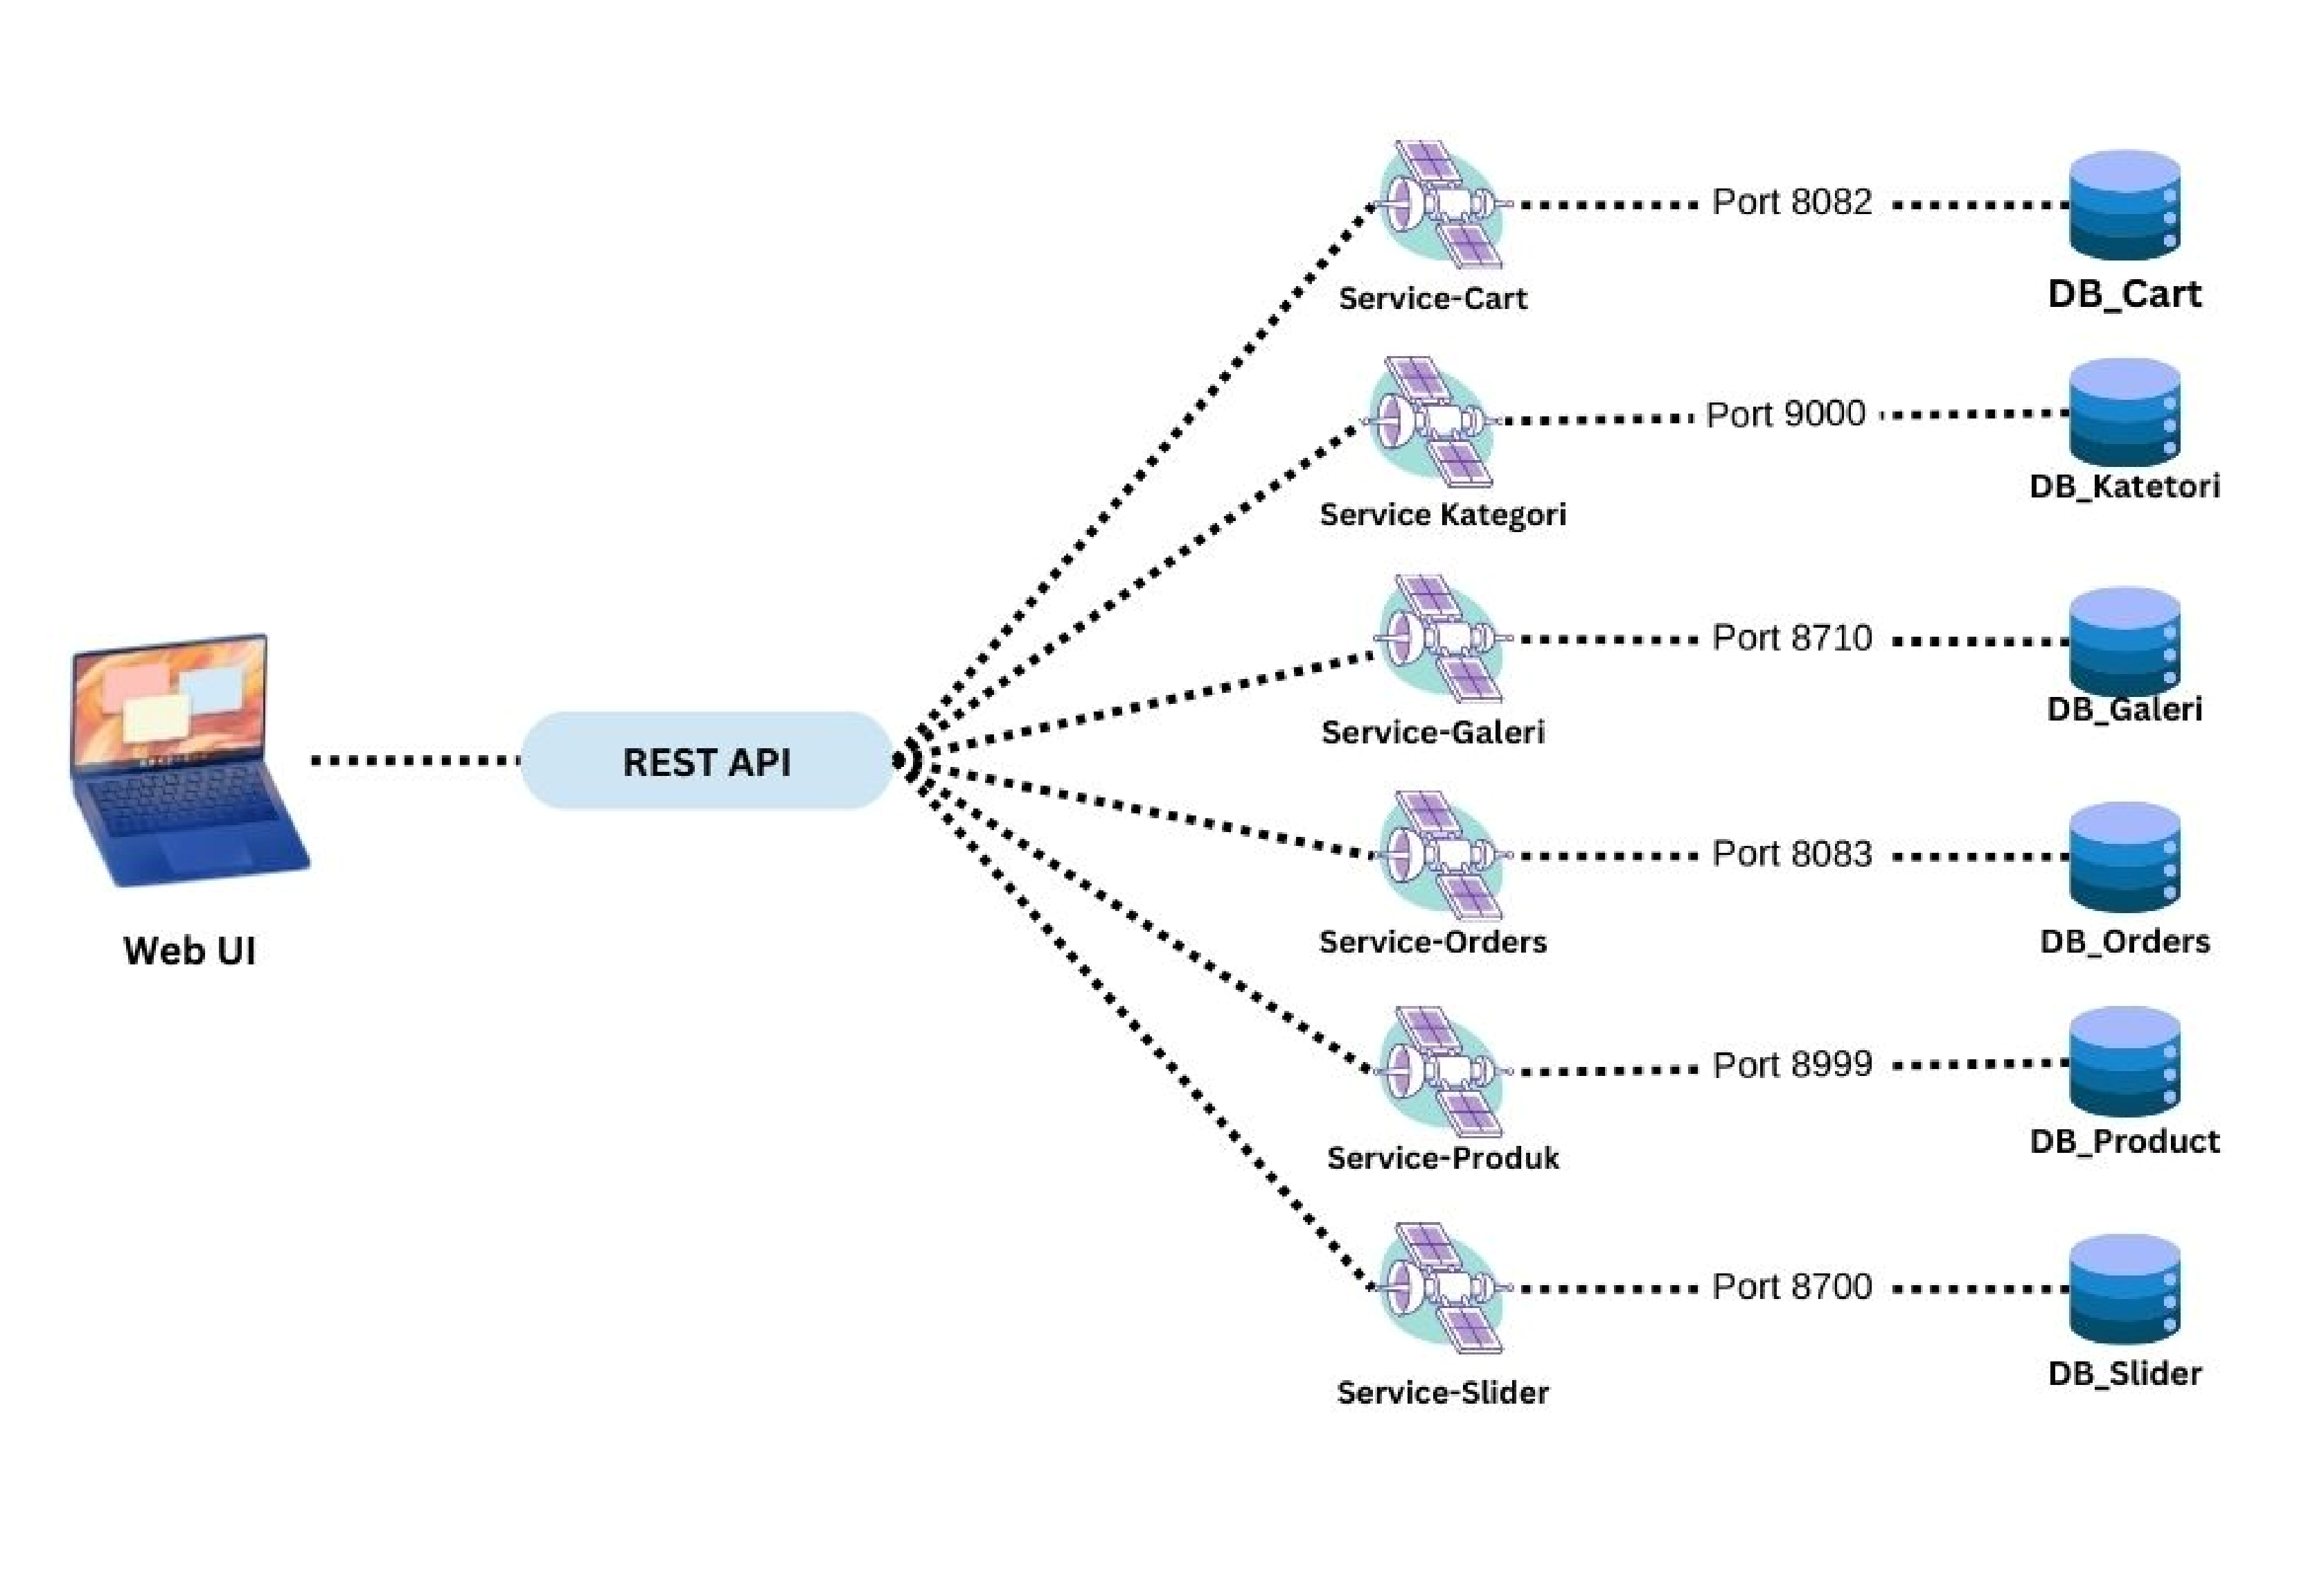 Port 8082
DB_Cart
Service-Cart
Port 9000
DB_Katetori
Service Kategori
Port 8710
DB_Galeri
Service-Galeri
REST API
Web UI
Port 8083
DB_Orders
Service-Orders
Port 8999
DB_Product
Service-Produk
Port 8700
DB_Slider
Service-Slider